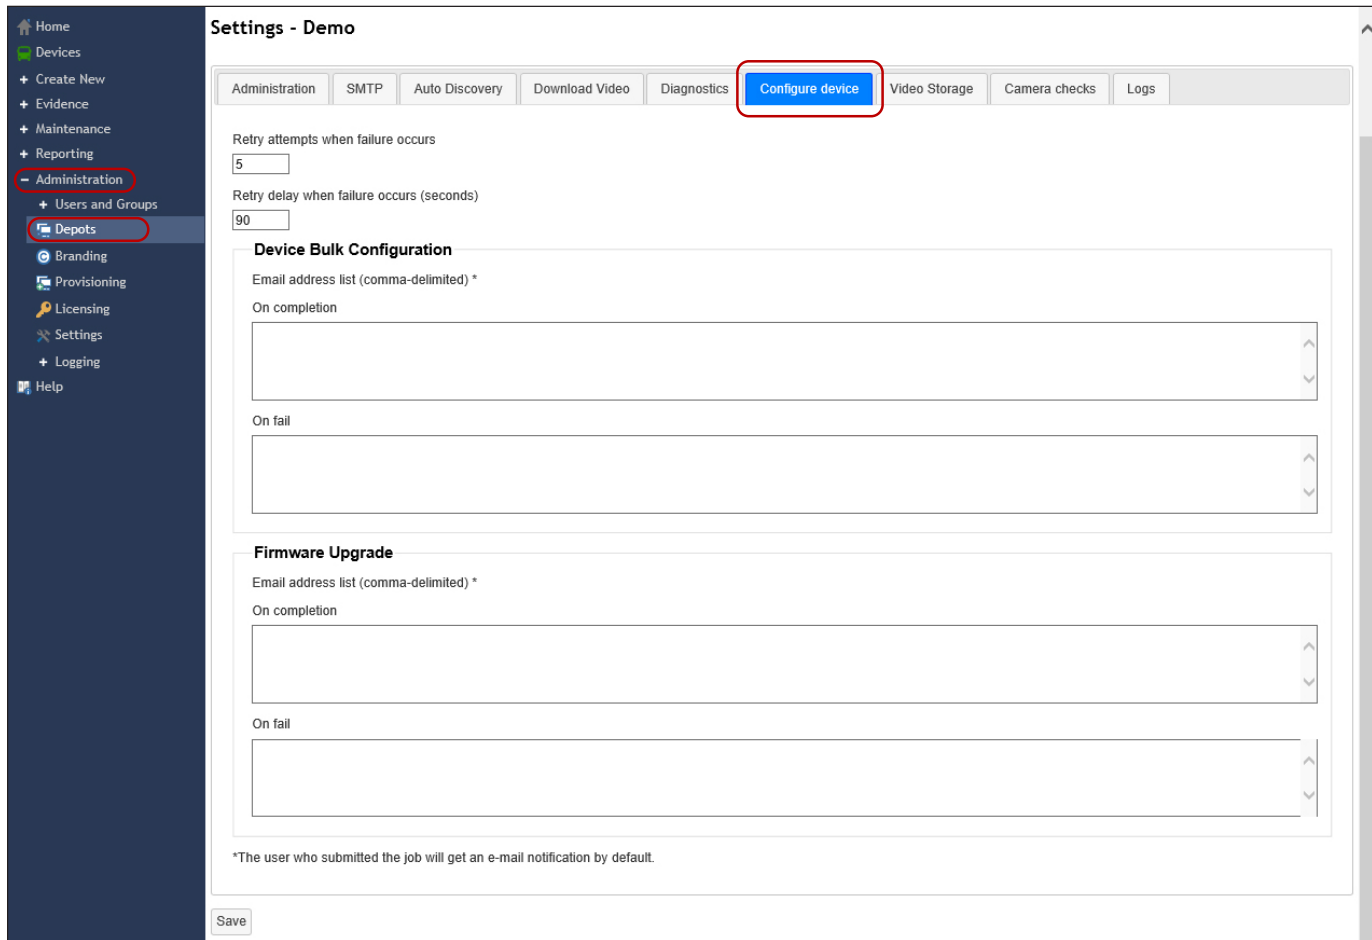 Home
Devices
+ Create New
+ Evidence
+ Maintenance
+ Reporting
- Administration
+ Users and Groups
Depots
Branding
Provisioning
Licensing
Settings
+ Logging
Help
Settings - Demo
Administration SMTP Auto Discovery Download Video Diagnostics Configure device Video Storage Camera checks Logs
Retry attempts when failure occurs
5
Retry delay when failure occurs (seconds)
90
Device Bulk Configuration
Email address list (comma-delimited) *
On completion
On fail
Firmware Upgrade
Email address list (comma-delimited) *
On completion
On fail
*The user who submitted the job will get an e-mail notification by default.
Save